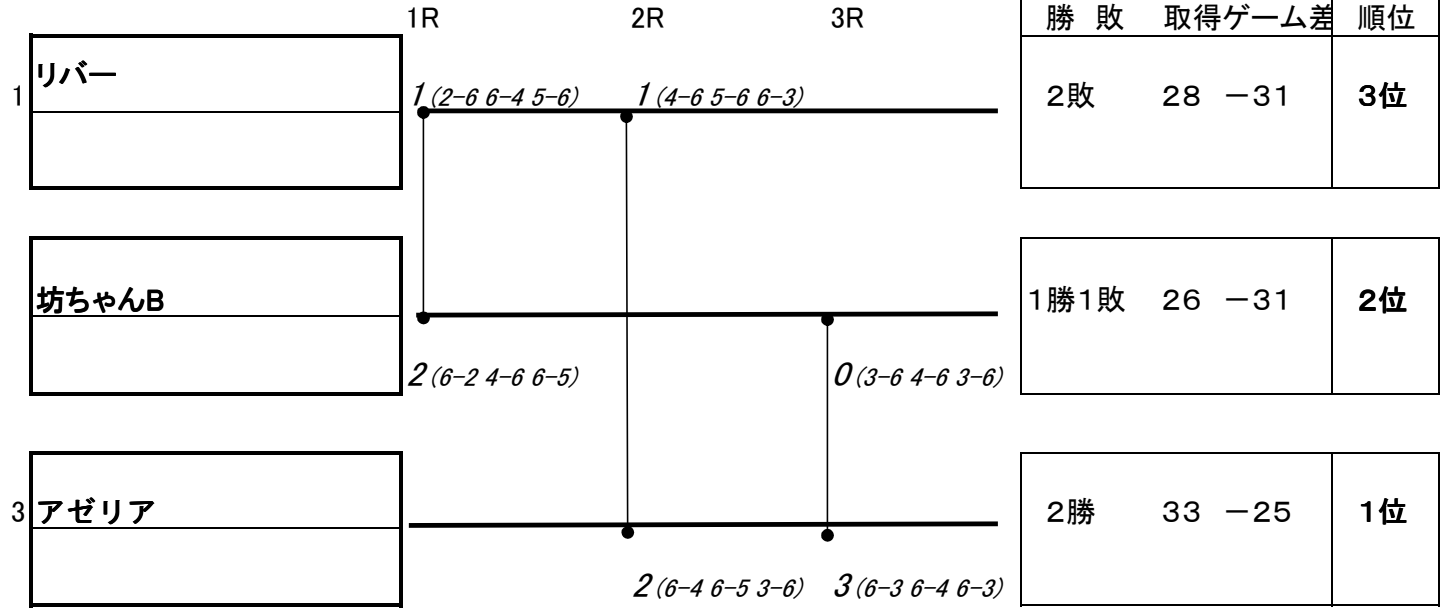 1R 2R 3R 勝 敗 取得ゲーム差 順位
リバー
1 1 (2-6 6-4 5-6) 1 (4-6 5-6 6-3) 2敗 28 -31 3位
坊ちゃんB 1勝1敗 26 -31 2位
2 (6-2 4-6 6-5) 0 (3-6 4-6 3-6)
3 アゼリア 2勝 33 -25 1位
2 (6-4 6-5 3-6) 3 (6-3 6-4 6-3)